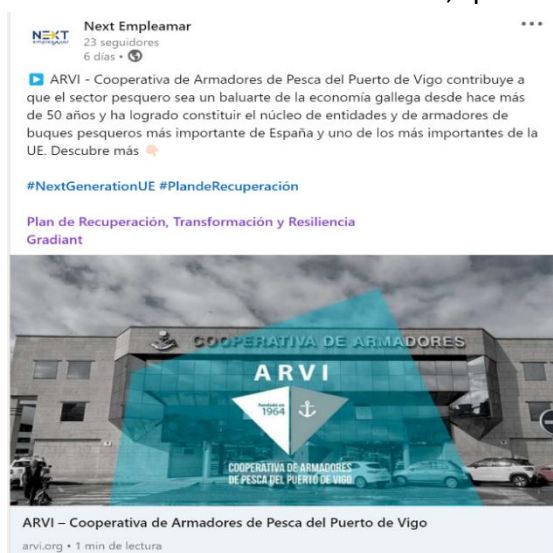 NEXT
empleamar
Next Empleamar
23 seguidores
6 días •
ARVI - Cooperativa de Armadores de Pesca del Puerto de Vigo contribuye a
que el sector pesquero sea un baluarte de la economía gallega desde hace más
de 50 años y ha logrado constituir el núcleo de entidades y de armadores de
buques pesqueros más importante de España y uno de los más importantes de la
UE. Descubre más
#NextGenerationUE #PlandeRecuperación
Plan de Recuperación, Transformación y Resiliencia
Gradiant
COOPERATIVA DE ARMADORES
ARVI
fundada en
1964
COOPERATIVA DE ARMADORES
DE PESCA DEL PUERTO DE VIGO
ARVI – Cooperativa de Armadores de Pesca del Puerto de Vigo
arvi.org • 1 min de lectura